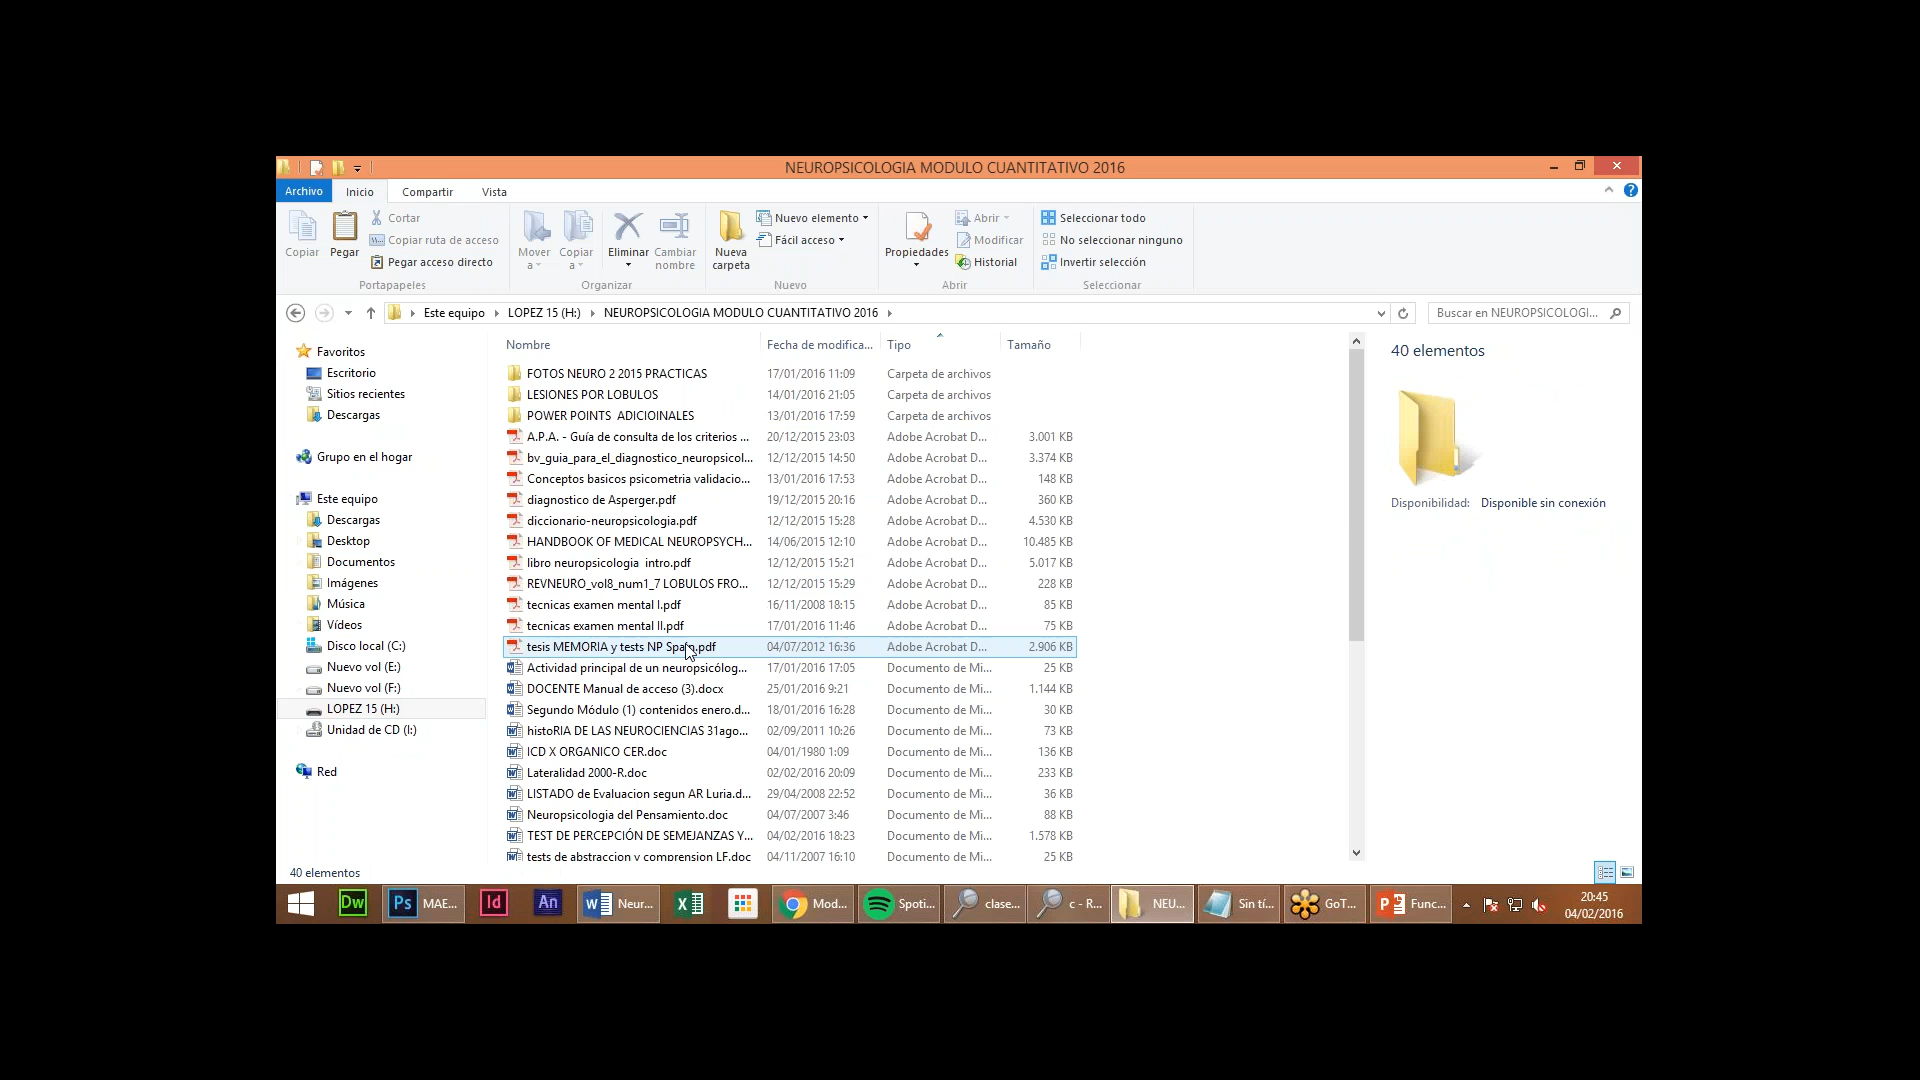 NEUROPSICOLOGIA MODULO CUANTITATIVO 2016
Archivo Inicio Compartir Vista
Copiar
Pegar
Cortar
Copiar ruta de acceso
Pegar acceso directo
Portapapeles
Mover a
Copiar a
Eliminar
Cambiar nombre
Organizar
Nueva carpeta
Nuevo elemento
Fácil acceso
Nuevo
Propiedades
Abrir
Modificar
Historial
Abrir
Seleccionar todo
No seleccionar ninguno
Invertir selección
Seleccionar
Este equipo LOPEZ 15 (H:) NEUROPSICOLOGIA MODULO CUANTITATIVO 2016
Buscar en NEUROPSICOLOGI...
Favoritos
Escritorio
Sitios recientes
Descargas
Grupo en el hogar
Este equipo
Descargas
Desktop
Documentos
Imágenes
Música
Vídeos
Disco local (C:)
Nuevo vol (E:)
Nuevo vol (F:)
LOPEZ 15 (H:)
Unidad de CD (I:)
Red
Nombre Fecha de modifica... Tipo Tamaño
FOTOS NEURO 2 2015 PRACTICAS 17/01/2016 11:09 Carpeta de archivos
LESIONES POR LOBULOS 14/01/2016 21:05 Carpeta de archivos
POWER POINTS ADICIOINALES 13/01/2016 17:59 Carpeta de archivos
A.P.A. - Guía de consulta de los criterios ... 20/12/2015 23:03 Adobe Acrobat D... 3.001 KB
bv_guia_para_el_diagnostico_neuropsicol... 12/12/2015 14:50 Adobe Acrobat D... 3.374 KB
Conceptos basicos psicometria validacio... 13/01/2016 17:53 Adobe Acrobat D... 148 KB
diagnostico de Asperger.pdf 19/12/2015 20:16 Adobe Acrobat D... 360 KB
diccionario-neuropsicologia.pdf 12/12/2015 15:28 Adobe Acrobat D... 4.530 KB
HANDBOOK OF MEDICAL NEUROPSYCH... 14/06/2015 12:10 Adobe Acrobat D... 10.485 KB
libro neuropsicologia intro.pdf 12/12/2015 15:21 Adobe Acrobat D... 5.017 KB
REVNEURO_vol8_num1_7 LOBULOS FRO... 12/12/2015 15:29 Adobe Acrobat D... 228 KB
tecnicas examen mental I.pdf 16/11/2008 18:15 Adobe Acrobat D... 85 KB
tecnicas examen mental II.pdf 17/01/2016 11:46 Adobe Acrobat D... 75 KB
tesis MEMORIA y tests NP Spain.pdf 04/07/2012 16:36 Adobe Acrobat D... 2.906 KB
Actividad principal de un neuropsicólog... 17/01/2016 17:05 Documento de Mi... 25 KB
DOCENTE Manual de acceso (3).docx 25/01/2016 9:21 Documento de Mi... 1.144 KB
Segundo Módulo (1) contenidos enero.d... 18/01/2016 16:28 Documento de Mi... 30 KB
histoRIA DE LAS NEUROCIENCIAS 31ago... 02/09/2011 10:26 Documento de Mi... 73 KB
ICD X ORGANICO CER.doc 04/01/1980 1:09 Documento de Mi... 136 KB
Lateralidad 2000-R.doc 02/02/2016 20:09 Documento de Mi... 233 KB
LISTADO de Evaluacion segun AR Luria.d... 29/04/2008 22:52 Documento de Mi... 36 KB
Neuropsicologia del Pensamiento.doc 04/07/2007 3:46 Documento de Mi... 88 KB
TEST DE PERCEPCIÓN DE SEMEJANZAS Y... 04/02/2016 18:23 Documento de Mi... 1.578 KB
tests de abstraccion y comprension LF.doc 04/11/2007 16:10 Documento de Mi... 25 KB
40 elementos
Disponibilidad: Disponible sin conexión
40 elementos
Dw Ps MAE... Id An Neur... Mod... Spoti... clase... c - R... NEU... Sin tí... GoT... Func...
20:45
04/02/2016